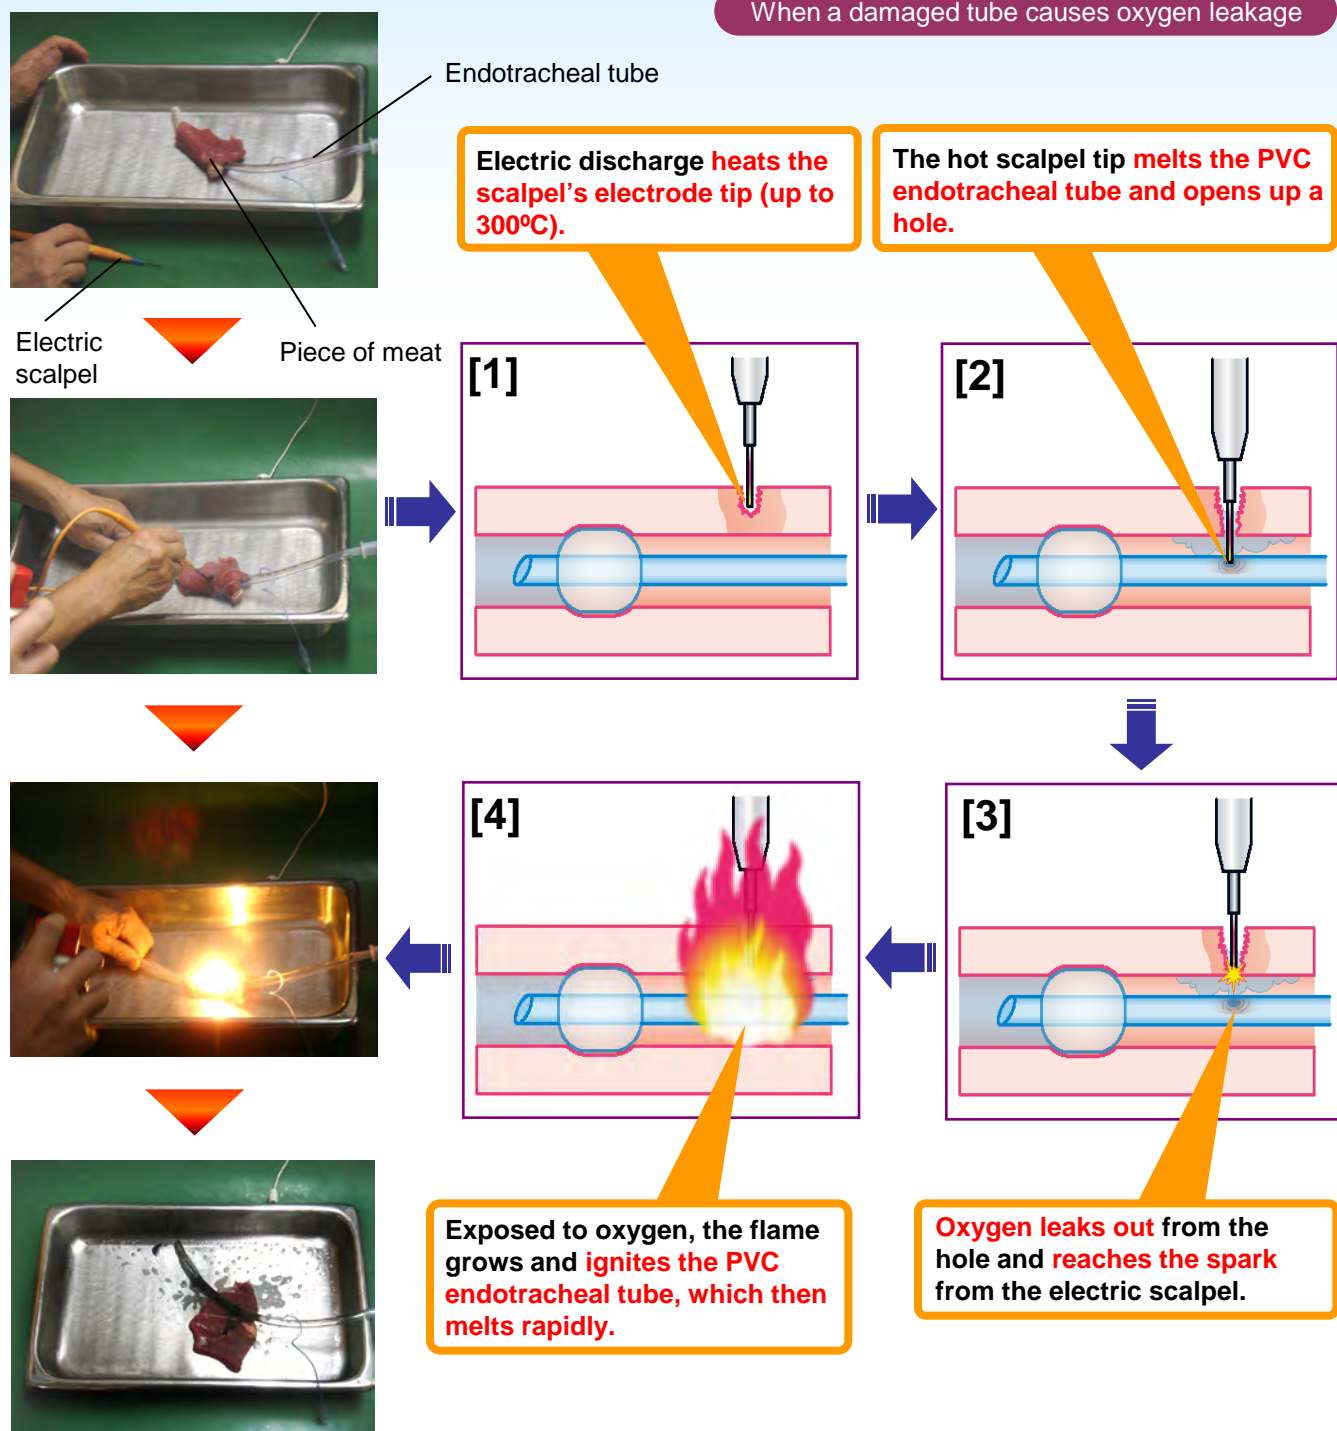 When a damaged tube causes oxygen leakage
Endotracheal tube
Electric discharge heats the
scalpel’s electrode tip (up to
300ºC).
The hot scalpel tip melts the PVC
endotracheal tube and opens up a
hole.
Electric
scalpel
Piece of meat
[1]
[2]
[4]
[3]
Exposed to oxygen, the flame
grows and ignites the PVC
endotracheal tube, which then
melts rapidly.
Oxygen leaks out from the
hole and reaches the spark
from the electric scalpel.